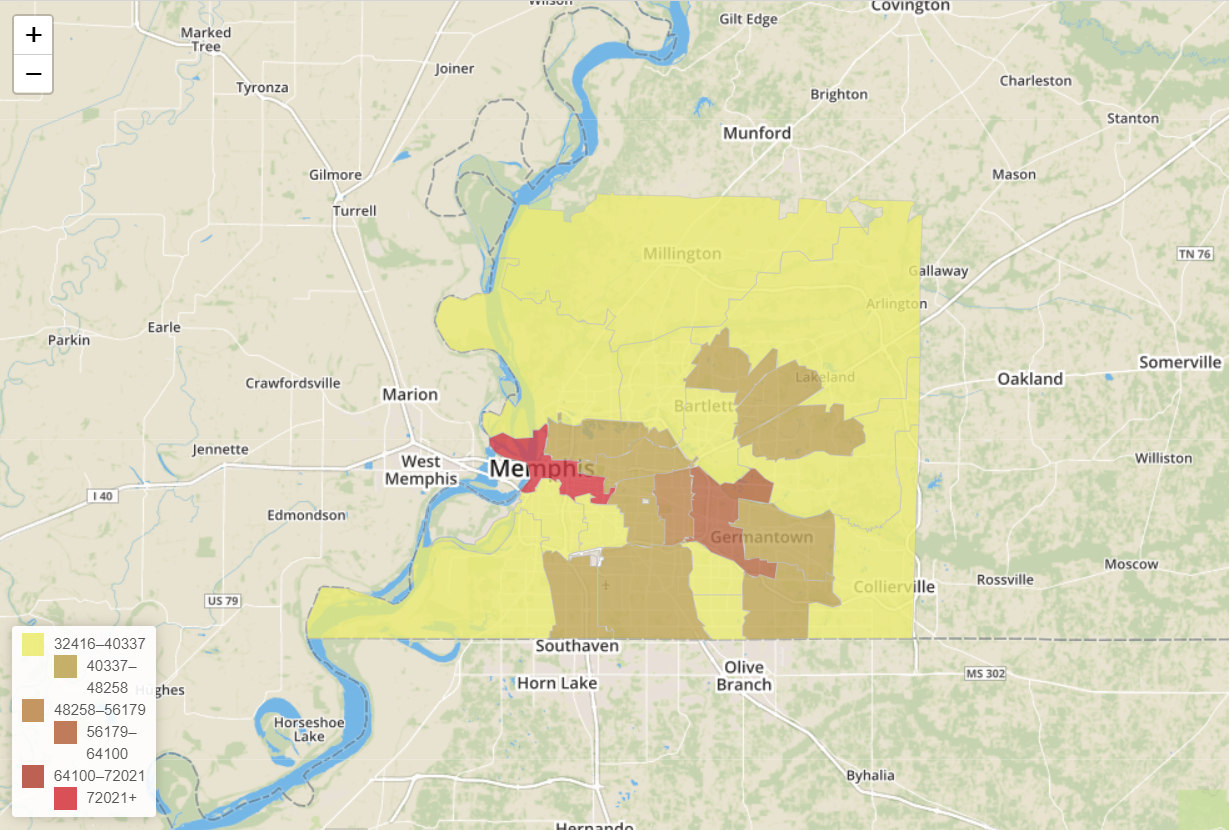 Wilson
Covington
Gilt Edge
Marked
Tree
Joiner
Charleston
Tyronza
Brighton
Stanton
Munford
Gilmore
Mason
Turrell
Millington
TN 76
Gallaway
Arlington
Earle
Parkin
Somerville
Crawfordsville
Lakeland
Oakland
Marion
Bartlett
Jennette
West
Memphis
Memphis
Williston
I 40
Edmondson
Germantown
Moscow
Rossville
Collierville
US 79
Southaven
Olive
Branch
MS 302
Horn Lake
Hughes
Horseshoe
Lake
Byhalia
Hernando
+
−
32416–40337
40337–
48258
48258–56179
56179–
64100
64100–72021
72021+